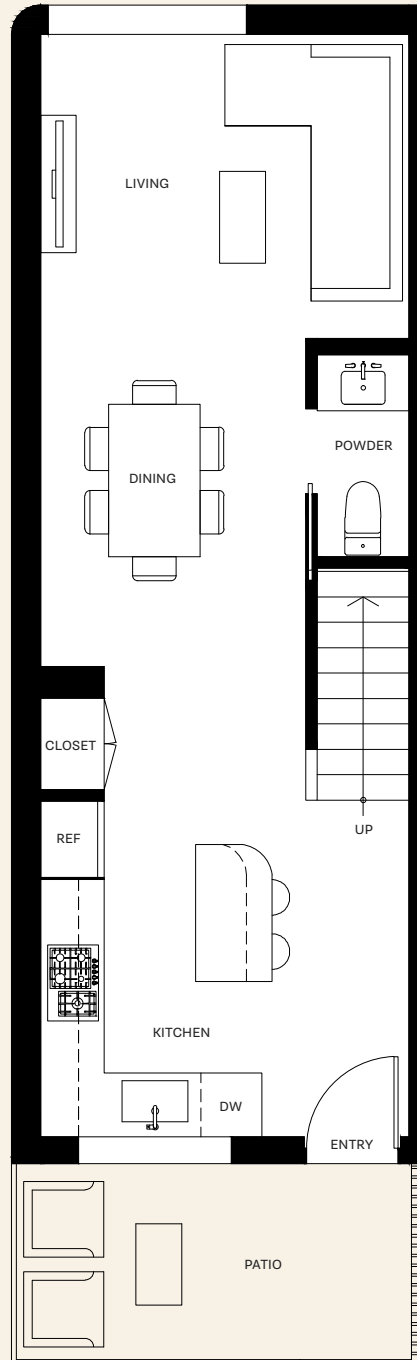 LIVING
POWDER
DINING
CLOSET
UP
REF
KITCHEN
DW
ENTRY
PATIO